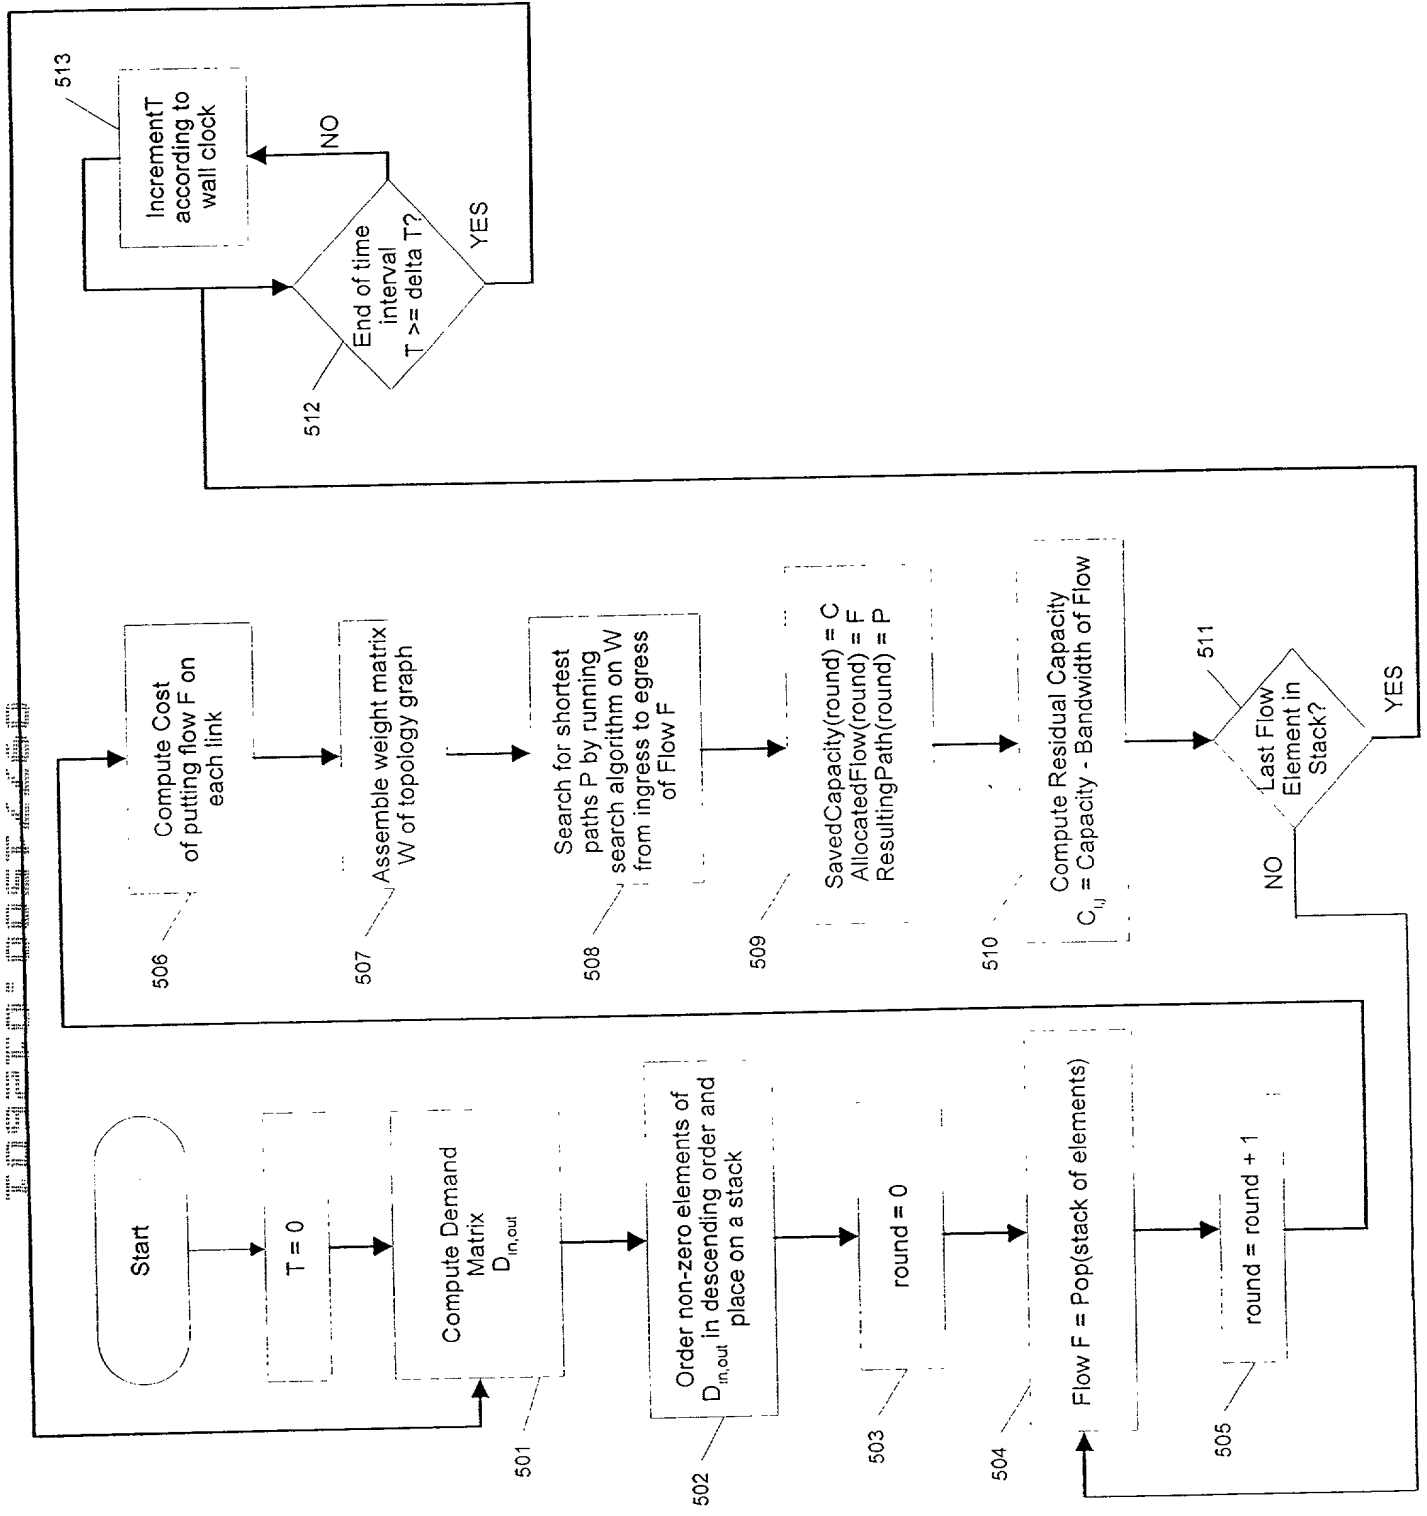 Start
T = 0
Compute Demand
Matrix
D in,out
501
Order non-zero elements of
D in,out in descending order and
place on a stack
502
round = 0
503
Flow F = Pop(stack of elements)
504
round = round + 1
505
Compute Cost
of putting flow F on
each link
506
Assemble weight matrix
W of topology graph
507
Search for shortest
paths P by running
search algorithm on W
from ingress to egress
of Flow F
508
SavedCapacity(round) = C
AllocatedFlow(round) = F
ResultingPath(round) = P
509
Compute Residual Capacity
C i,j = Capacity - Bandwidth of Flow
510
Last Flow
Element in
Stack?
511
NO
YES
End of time
interval
T >= delta T?
512
NO
YES
IncrementT
according to
wall clock
513